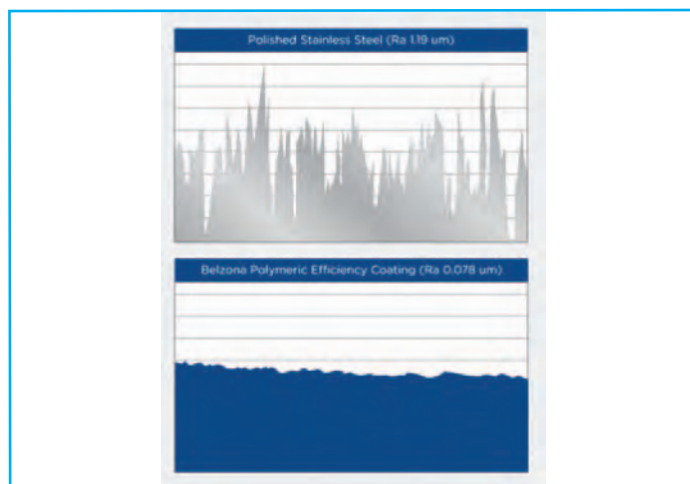 Polished Stainless Steel (Ra 1.19 um)
Belzona Polymeric Efficiency Coating (Ra 0.078 um)